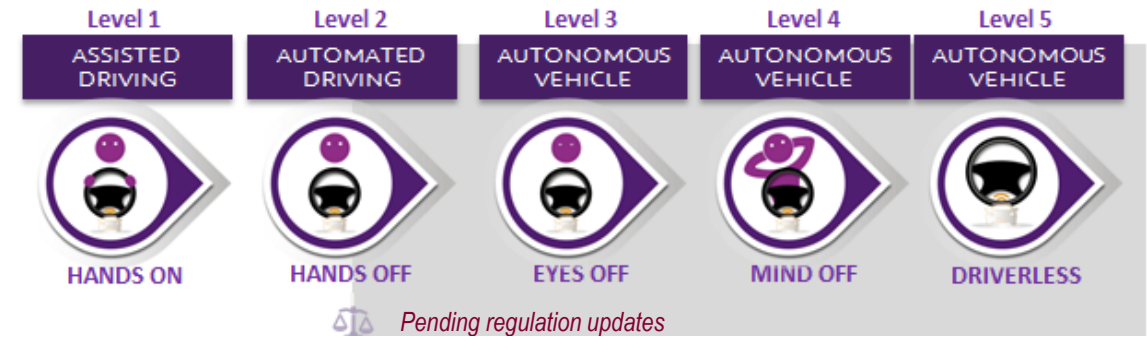 Level 1 Level 2 Level 3 Level 4 Level 5
ASSISTED AUTOMATED AUTONOMOUS AUTONOMOUS AUTONOMOUS
DRIVING DRIVING VEHICLE VEHICLE VEHICLE
HANDS ON HANDS OFF EYES OFF MIND OFF DRIVERLESS
Pending regulation updates